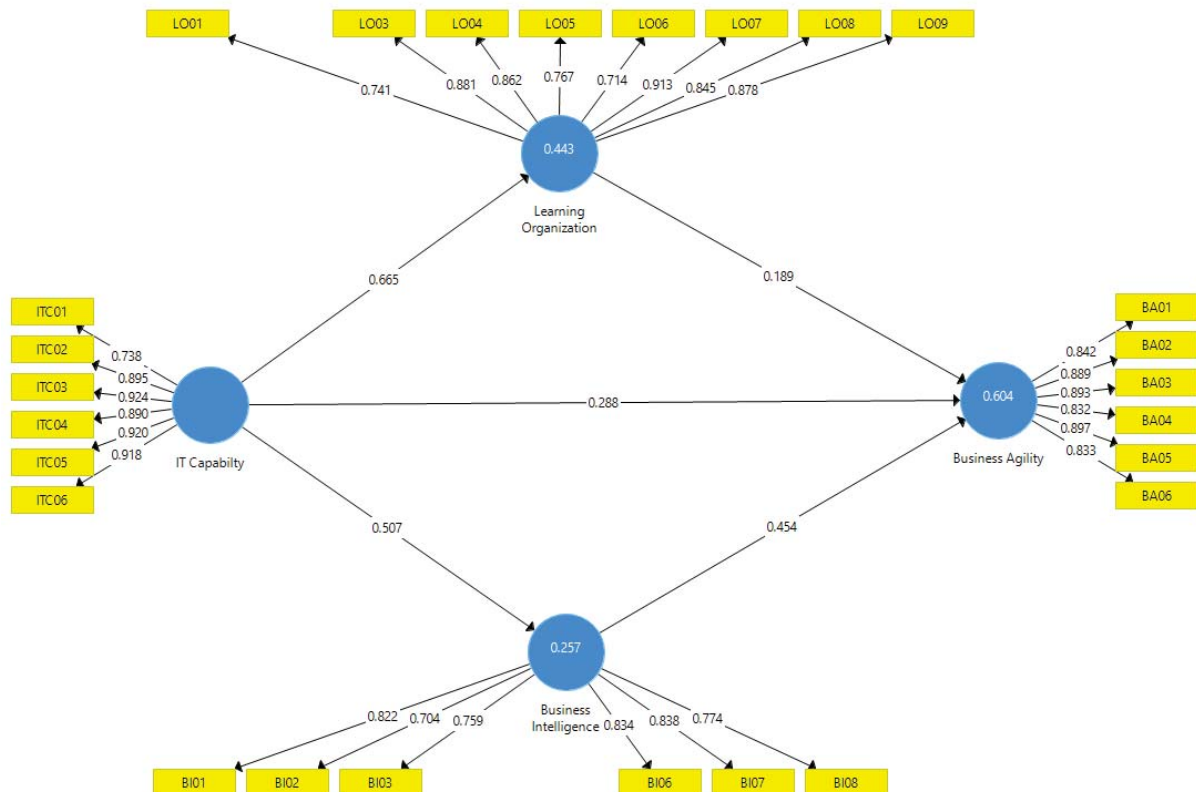 LO01
LO03
LO04
LO05
LO06
LO07
LO08
LO09
0.741
0.881
0.862
0.767
0.714
0.913
0.845
0.878
0.443
Learning
Organization
0.665
0.189
ITC01
ITC02
ITC03
ITC04
ITC05
ITC06
0.738
0.895
0.924
0.890
0.920
0.918
IT Capabilty
0.288
0.604
Business Agility
0.842
0.889
0.893
0.832
0.897
0.833
BA01
BA02
BA03
BA04
BA05
BA06
0.507
0.454
0.257
Business
Intelligence
0.822
0.704
0.759
0.834
0.838
0.774
BI01
BI02
BI03
BI06
BI07
BI08